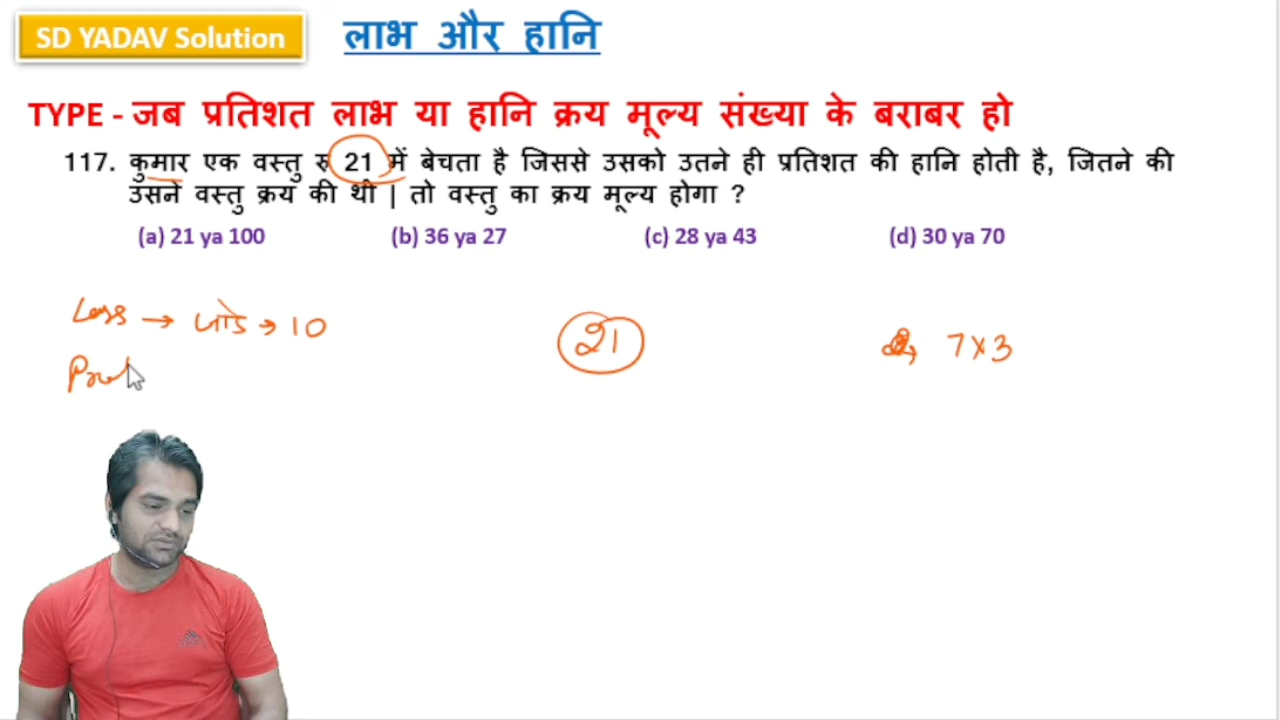 SD YADAV Solution
लाभ और हानि
TYPE - जब प्रतिशत लाभ या हानि क्रय मूल्य संख्या के बराबर हो
117. कुमार एक वस्तु रु 21 में बेचता है जिससे उसको उतने ही प्रतिशत की हानि होती है, जितने की
उसने वस्तु क्रय की थी | तो वस्तु का क्रय मूल्य होगा ?
(a) 21 ya 100 (b) 36 ya 27 (c) 28 ya 43 (d) 30 ya 70
Loss → जोड़ → 10
21
7×3